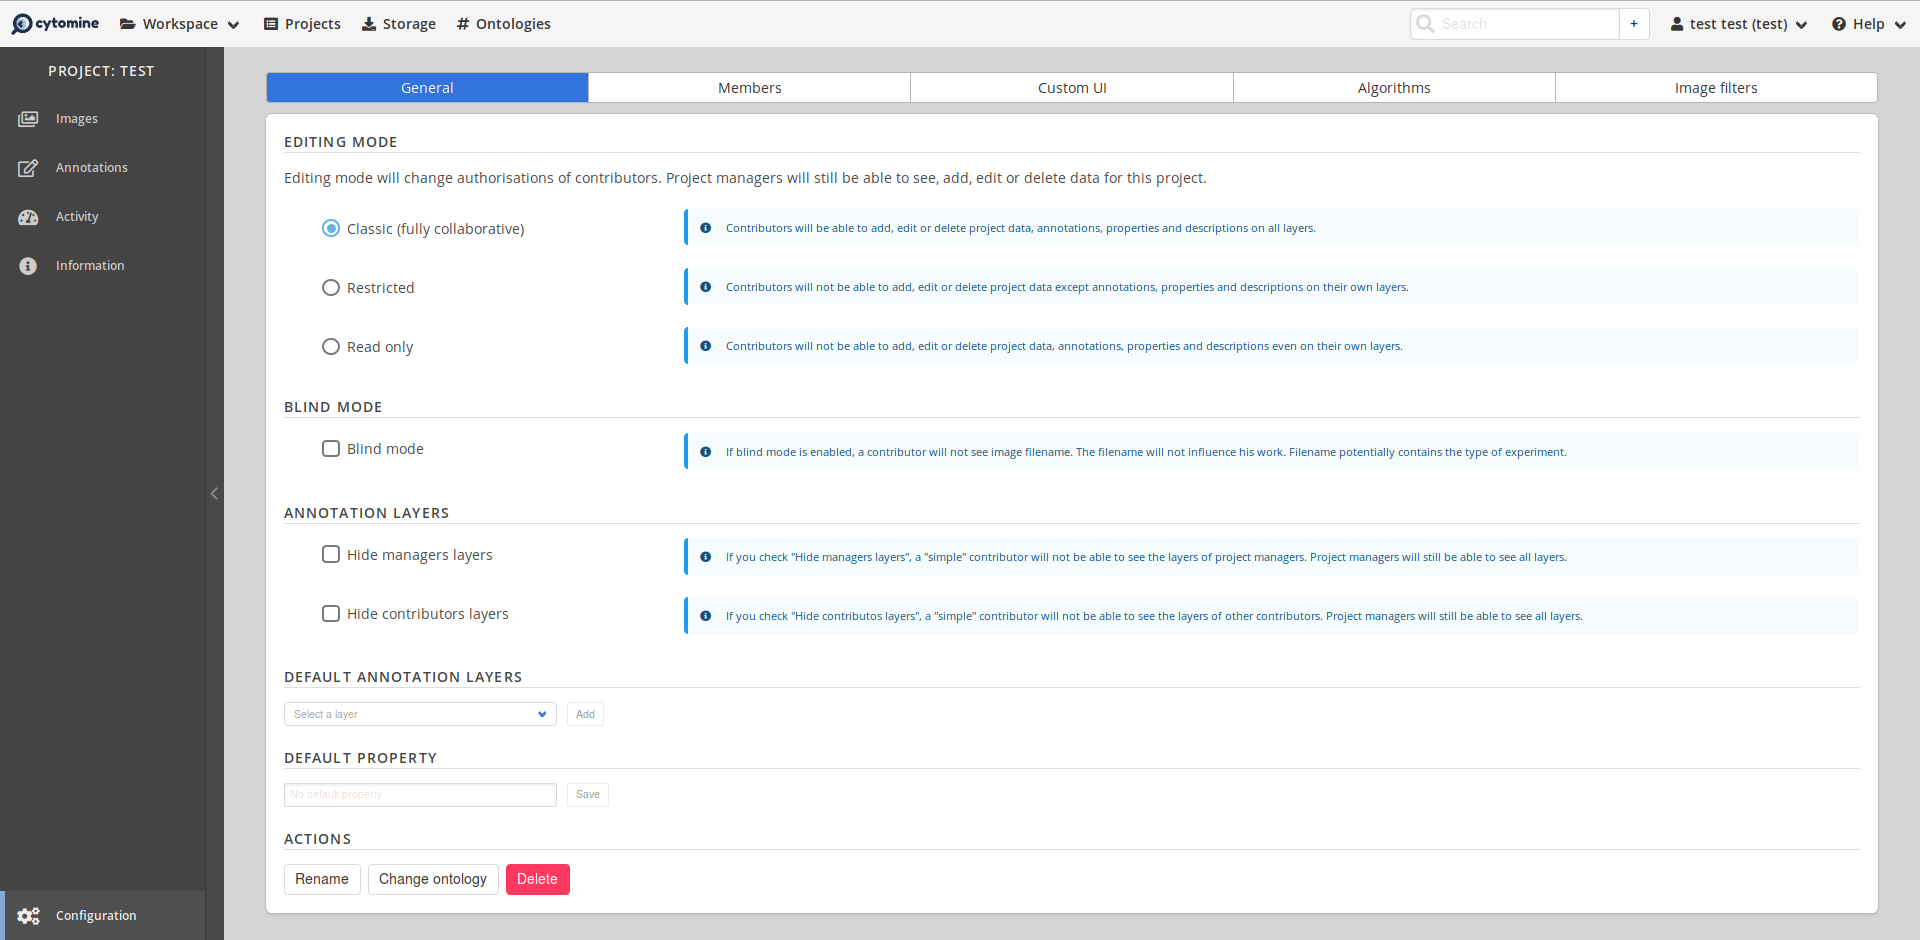 cytomine Workspace Projects Storage # Ontologies Search + test test (test) Help
PROJECT: TEST
Images
Annotations
Activity
Information
Configuration
General Members Custom UI Algorithms Image filters
EDITING MODE
Editing mode will change authorisations of contributors. Project managers will still be able to see, add, edit or delete data for this project.
Classic (fully collaborative) Contributors will be able to add, edit or delete project data, annotations, properties and descriptions on all layers.
Restricted Contributors will not be able to add, edit or delete project data except annotations, properties and descriptions on their own layers.
Read only Contributors will not be able to add, edit or delete project data, annotations, properties and descriptions even on their own layers.
BLIND MODE
Blind mode If blind mode is enabled, a contributor will not see image filename. The filename will not influence his work. Filename potentially contains the type of experiment.
ANNOTATION LAYERS
Hide managers layers If you check "Hide managers layers", a "simple" contributor will not be able to see the layers of project managers. Project managers will still be able to see all layers.
Hide contributors layers If you check "Hide contributos layers", a "simple" contributor will not be able to see the layers of other contributors. Project managers will still be able to see all layers.
DEFAULT ANNOTATION LAYERS
Select a layer Add
DEFAULT PROPERTY
No default property Save
ACTIONS
Rename Change ontology Delete